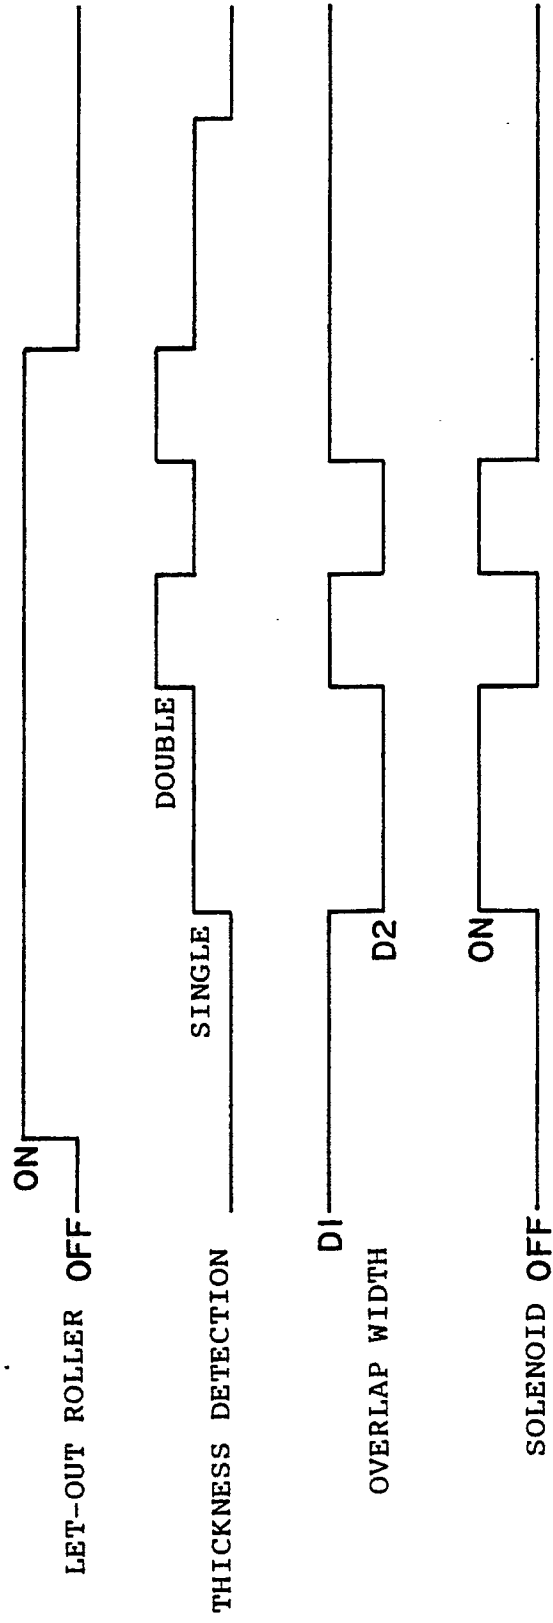 ON
LET-OUT ROLLER OFF
DOUBLE
SINGLE
THICKNESS DETECTION
D1
D2
OVERLAP WIDTH
ON
SOLENOID OFF